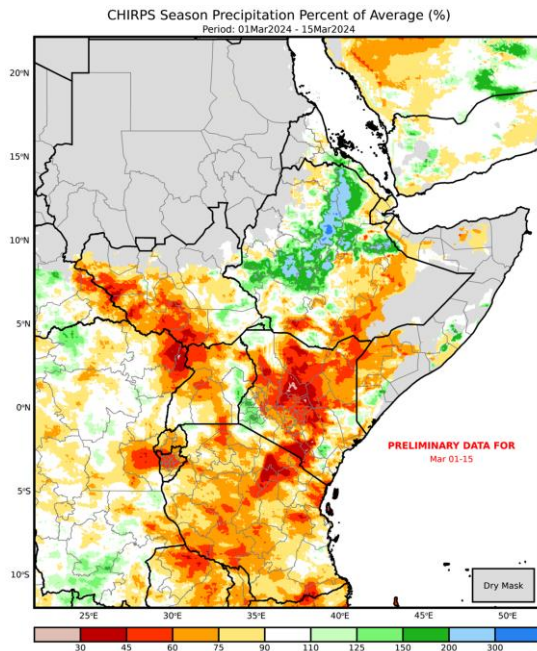 CHIRPS Season Precipitation Percent of Average (%)
Period: 01Mar2024 - 15Mar2024
20°N
15°N
10°N
5°N
0°N
5°S
10°S
PRELIMINARY DATA FOR
Mar 01-15
Dry Mask
25°E 30°E 35°E 40°E 45°E 50°E
30 45 60 75 90 110 125 150 200 300